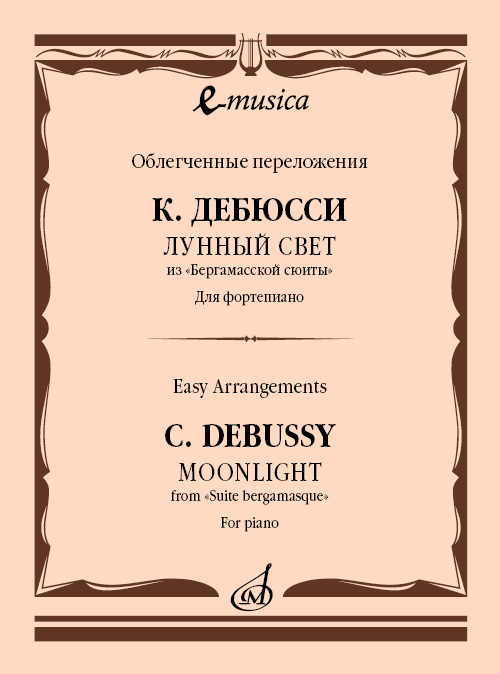 e-musica
Облегченные переложения
К. ДЕБЮССИ
ЛУННЫЙ СВЕТ
из «Бергамасской сюиты»
Для фортепиано
Easy Arrangements
C. DEBUSSY
MOONLIGHT
from «Suite bergamasque»
For piano